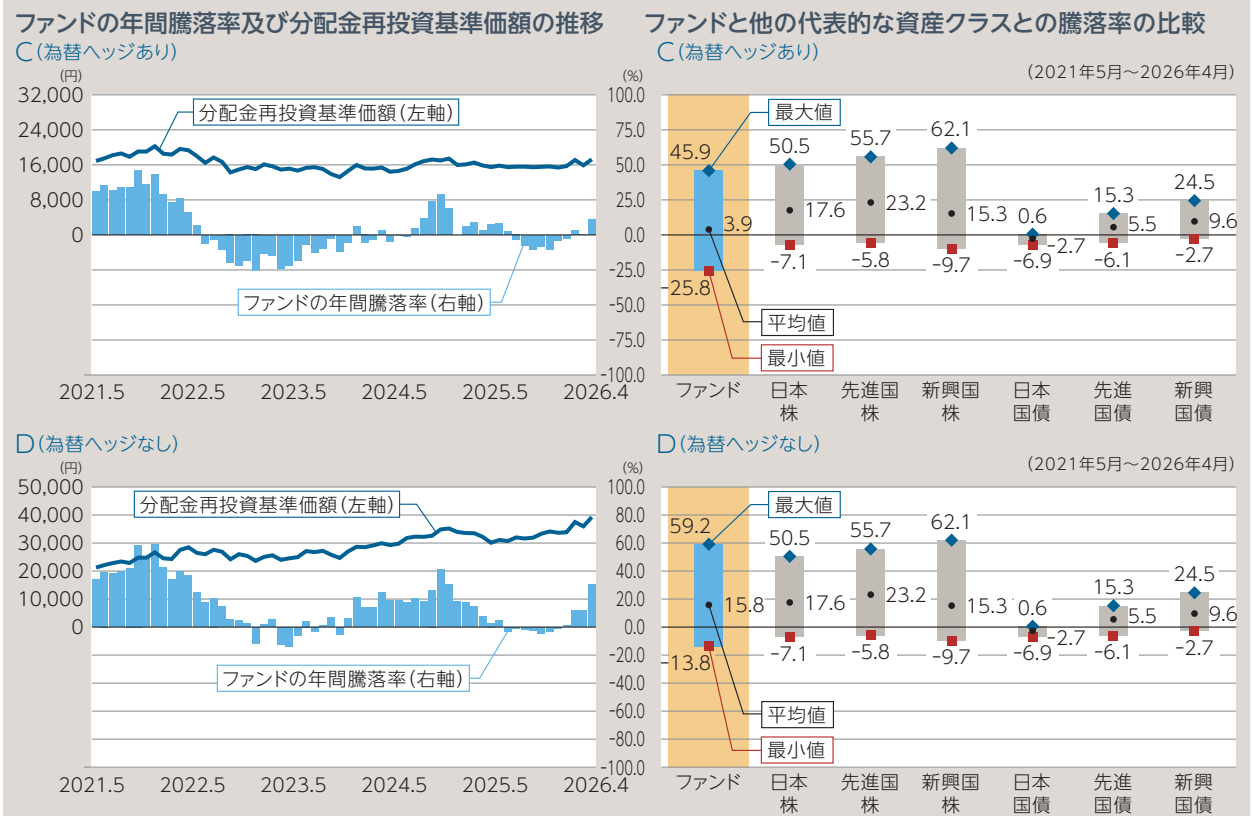 ファンドの年間騰落率及び分配金再投資基準価額の推移
C(為替ヘッジあり)
(円)
(%)
32,000
24,000
16,000
8,000
0
100.0
75.0
50.0
25.0
0.0
-25.0
-50.0
-75.0
-100.0
分配金再投資基準価額(左軸)
ファンドの年間騰落率(右軸)
2021.5 2022.5 2023.5 2024.5 2025.5 2026.4
ファンドと他の代表的な資産クラスとの騰落率の比較
C(為替ヘッジあり)
(2021年5月~2026年4月)
最大値
45.9 50.5 55.7 62.1 0.6 15.3 24.5
3.9 17.6 23.2 15.3 -2.7 5.5 9.6
-25.8 -7.1 -5.8 -9.7 -6.9 -6.1 -2.7
平均値
最小値
ファンド 日本株 先進国株 新興国株 日本国債 先進国債 新興国債
D(為替ヘッジなし)
(円)
(%)
50,000
40,000
30,000
20,000
10,000
0
100.0
80.0
60.0
40.0
20.0
0.0
-20.0
-40.0
-60.0
-80.0
-100.0
分配金再投資基準価額(左軸)
ファンドの年間騰落率(右軸)
2021.5 2022.5 2023.5 2024.5 2025.5 2026.4
D(為替ヘッジなし)
(2021年5月~2026年4月)
最大値
59.2 50.5 55.7 62.1 0.6 15.3 24.5
15.8 17.6 23.2 15.3 -2.7 5.5 9.6
-13.8 -7.1 -5.8 -9.7 -6.9 -6.1 -2.7
平均値
最小値
ファンド 日本株 先進国株 新興国株 日本国債 先進国債 新興国債